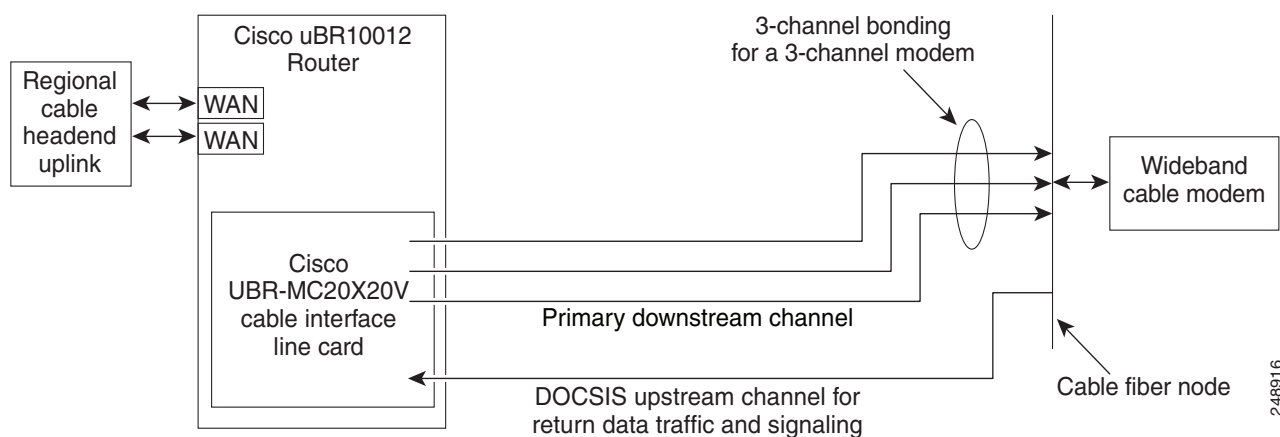 Cisco uBR10012
Router
Regional
cable
headend
uplink
WAN
WAN
3-channel bonding
for a 3-channel modem
Wideband
cable modem
Cisco
UBR-MC20X20V
cable interface
line card
Primary downstream channel
DOCSIS upstream channel for
return data traffic and signaling
Cable fiber node
248916